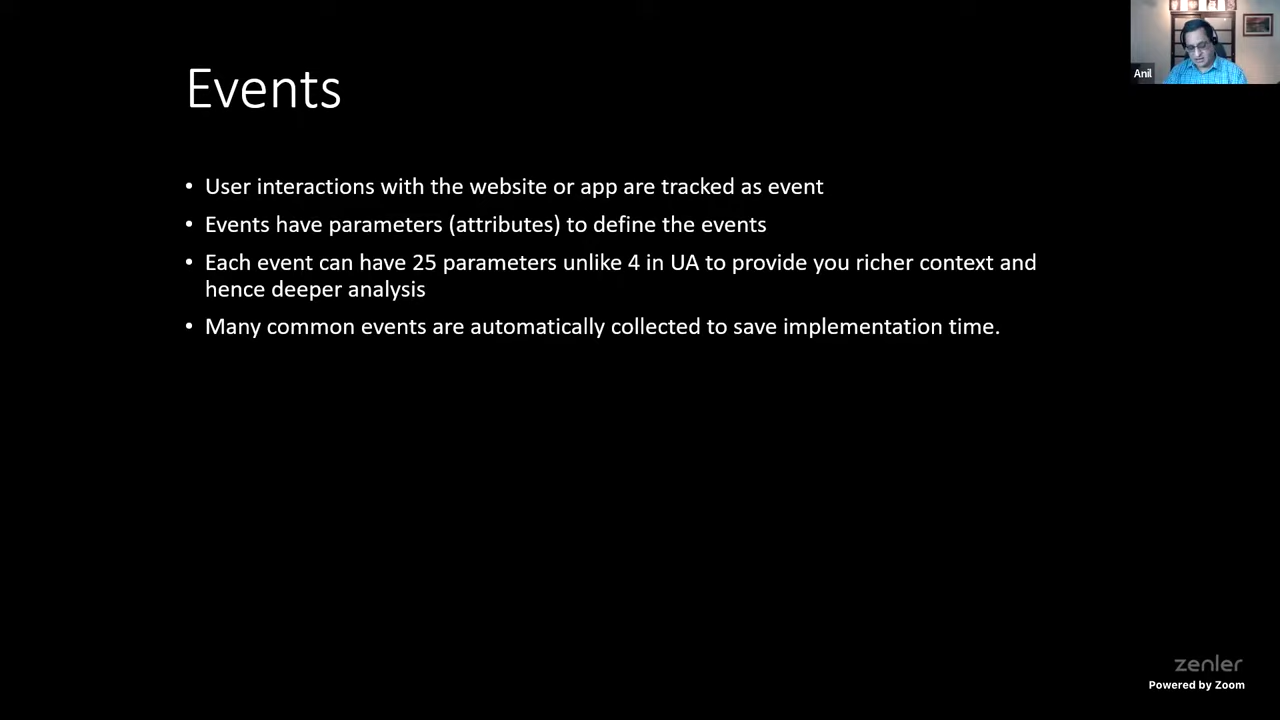 Events
Anil
• User interactions with the website or app are tracked as event
• Events have parameters (attributes) to define the events
• Each event can have 25 parameters unlike 4 in UA to provide you richer context and
hence deeper analysis
• Many common events are automatically collected to save implementation time.
zenler
Powered by Zoom